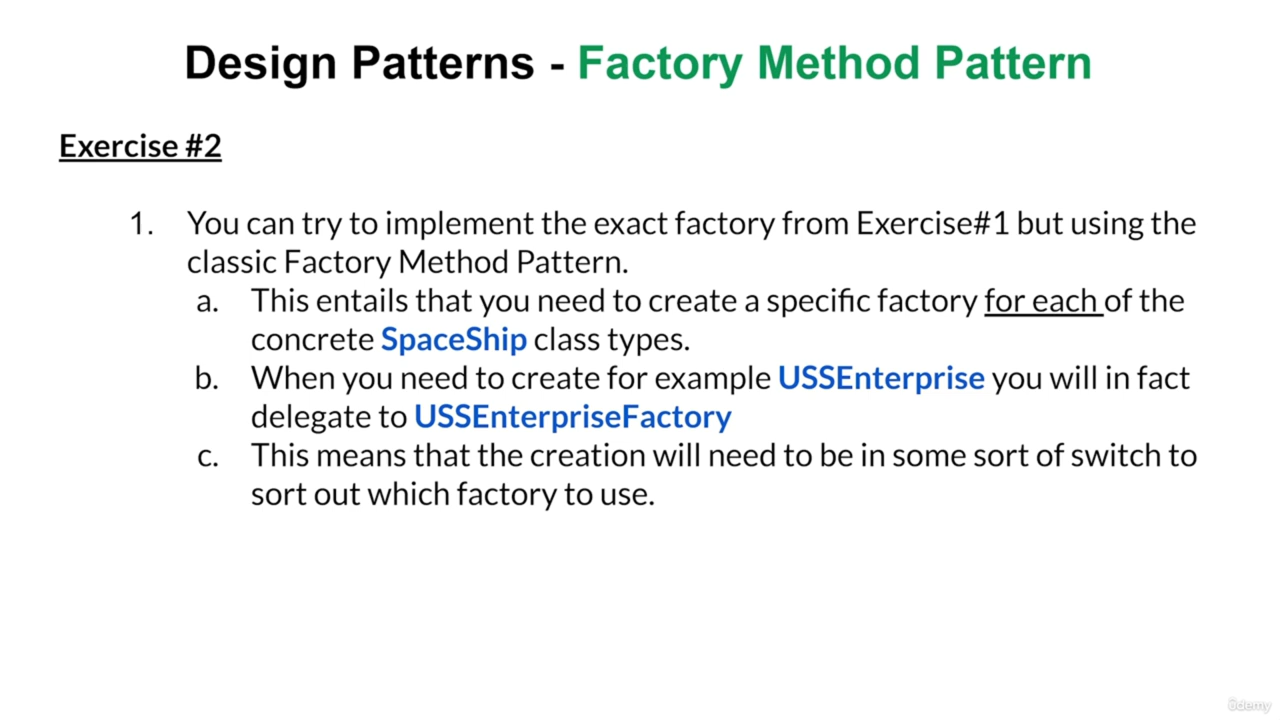 Design Patterns - Factory Method Pattern
Exercise #2
1. You can try to implement the exact factory from Exercise#1 but using the
classic Factory Method Pattern.
a. This entails that you need to create a specific factory for each of the
concrete SpaceShip class types.
b. When you need to create for example USSEnterprise you will in fact
delegate to USSEnterpriseFactory
c. This means that the creation will need to be in some sort of switch to
sort out which factory to use.
ûdemy